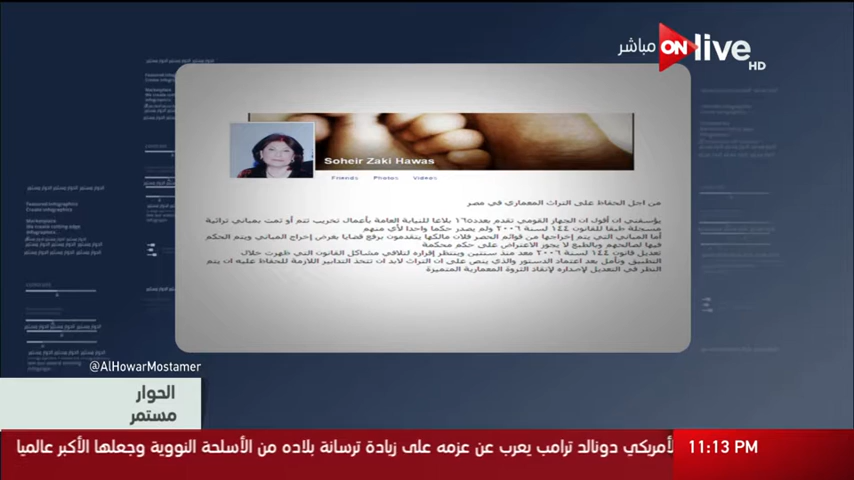 مباشر ON live
HD
Soheir Zaki Hawas
Friends Photos Videos
من اجل الحفاظ على التراث المعمارى في مصر
يؤسفني ان أقول ان الجهاز القومي تقدم بعدد١٦٥ بلاغا للنيابة العامة بأعمال تخريب تتم أو تمت بمباني تراثية
مسجلة طبقا للقانون ١٤٤ لسنة ٢٠٠٦ ولم يصدر حكما واحدا لأي منهم
أما المباني التي يتم إخراجها من قوائم الحصر فلان مالكها يتقدمون برفع قضايا بغرض إخراج المباني ويتم الحكم
فيها لصالحهم وبالطبع لا يجوز الاعتراض على حكم محكمة
تعديل قانون ١٤٤ لسنة ٢٠٠٦ معد منذ سنتين وينتظر إقراره لتلافي مشاكل القانون التي ظهرت خلال
التطبيق ونأمل بعد اعتماد الدستور والذي ينص على ان التراث لابد ان تتخذ التدابير اللازمة للحفاظ عليه ان يتم
النظر في التعديل لإصداره لإنقاذ الثروة المعمارية المتميزة
@AlHowarMostamer
الحوار
مستمر
لأمريكي دونالد ترامب يعرب عن عزمه على زيادة ترسانة بلاده من الأسلحة النووية وجعلها الأكبر عالميا
11:13 PM